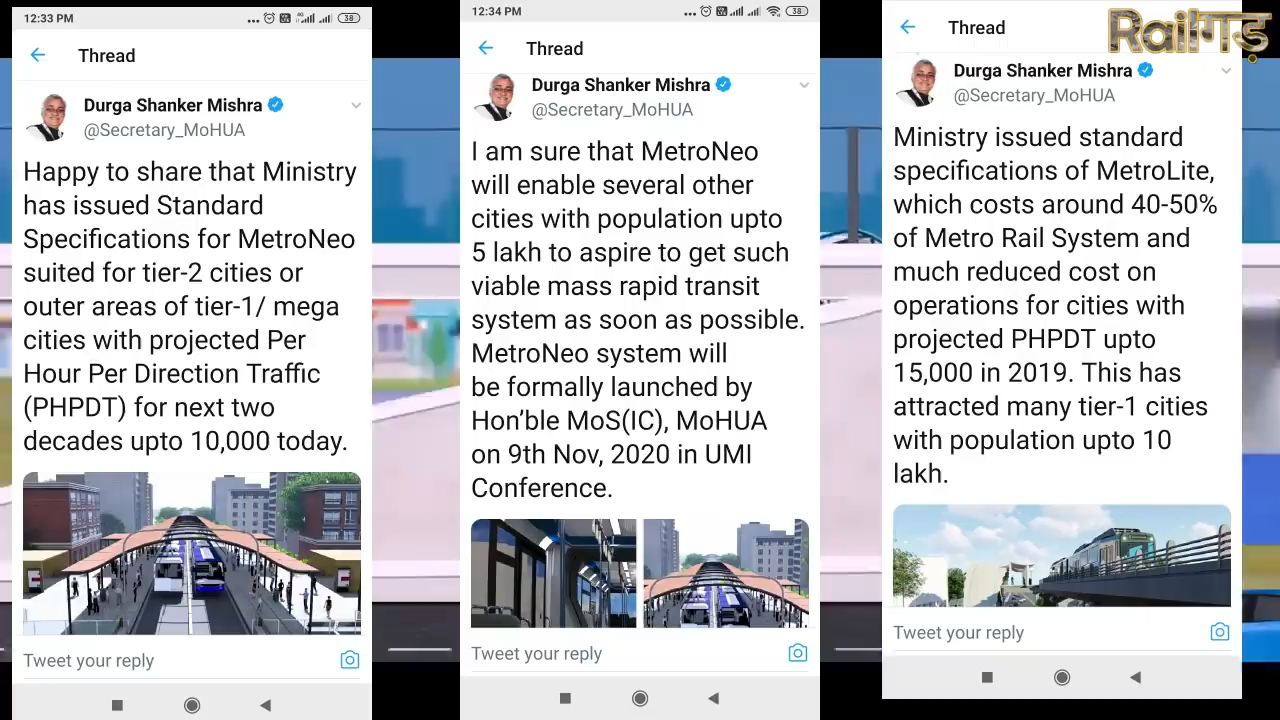 12:33 PM
38
Thread
Durga Shanker Mishra
@Secretary_MoHUA
Happy to share that Ministry
has issued Standard
Specifications for MetroNeo
suited for tier-2 cities or
outer areas of tier-1/ mega
cities with projected Per
Hour Per Direction Traffic
(PHPDT) for next two
decades upto 10,000 today.
Tweet your reply
12:34 PM
38
Thread
Durga Shanker Mishra
@Secretary_MoHUA
I am sure that MetroNeo
will enable several other
cities with population upto
5 lakh to aspire to get such
viable mass rapid transit
system as soon as possible.
MetroNeo system will
be formally launched by
Hon’ble MoS(IC), MoHUA
on 9th Nov, 2020 in UMI
Conference.
Tweet your reply
Railगड़
Thread
Durga Shanker Mishra
@Secretary_MoHUA
Ministry issued standard
specifications of MetroLite,
which costs around 40-50%
of Metro Rail System and
much reduced cost on
operations for cities with
projected PHPDT upto
15,000 in 2019. This has
attracted many tier-1 cities
with population upto 10
lakh.
Tweet your reply